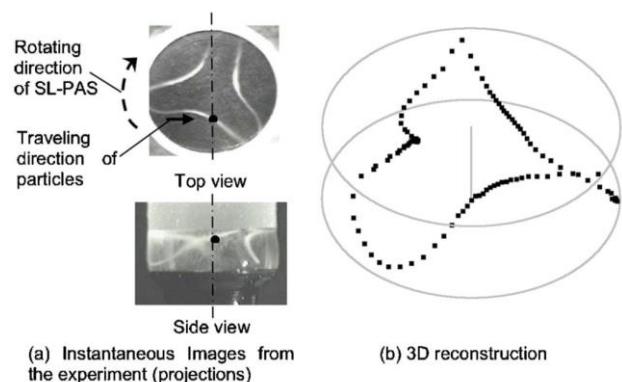 Rotating
direction
of SL-PAS
Traveling
direction of
particles
Top view
Side view
(a) Instantaneous Images from
the experiment (projections)
(b) 3D reconstruction